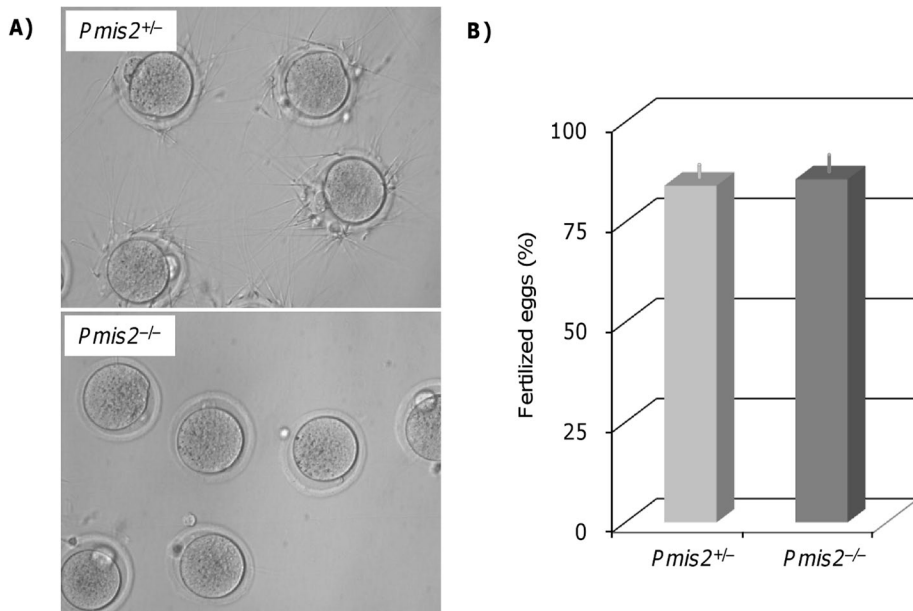 A)
Pmis2+/–
Pmis2–/–
B)
Fertilized eggs (%)
100
75
50
25
0
Pmis2+/–
Pmis2–/–